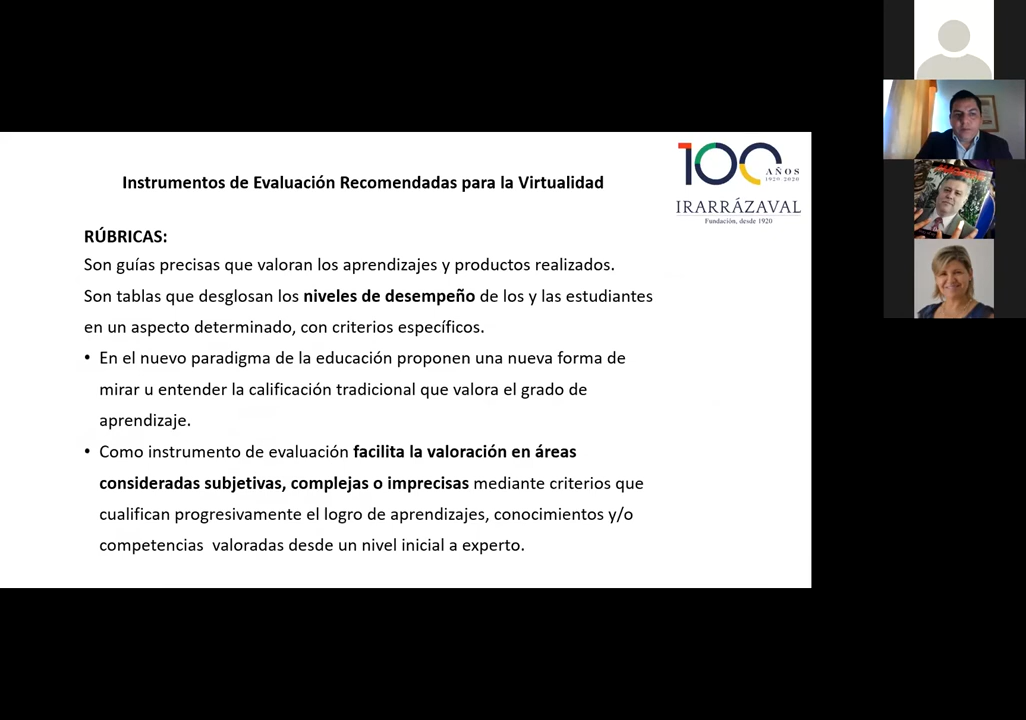 Instrumentos de Evaluación Recomendadas para la Virtualidad
100 AÑOS
1920-2020
IRARRÁZAVAL
Fundación, desde 1920
RÚBRICAS:
Son guías precisas que valoran los aprendizajes y productos realizados.
Son tablas que desglosan los niveles de desempeño de los y las estudiantes
en un aspecto determinado, con criterios específicos.
• En el nuevo paradigma de la educación proponen una nueva forma de
mirar u entender la calificación tradicional que valora el grado de
aprendizaje.
• Como instrumento de evaluación facilita la valoración en áreas
consideradas subjetivas, complejas o imprecisas mediante criterios que
cualifican progresivamente el logro de aprendizajes, conocimientos y/o
competencias  valoradas desde un nivel inicial a experto.